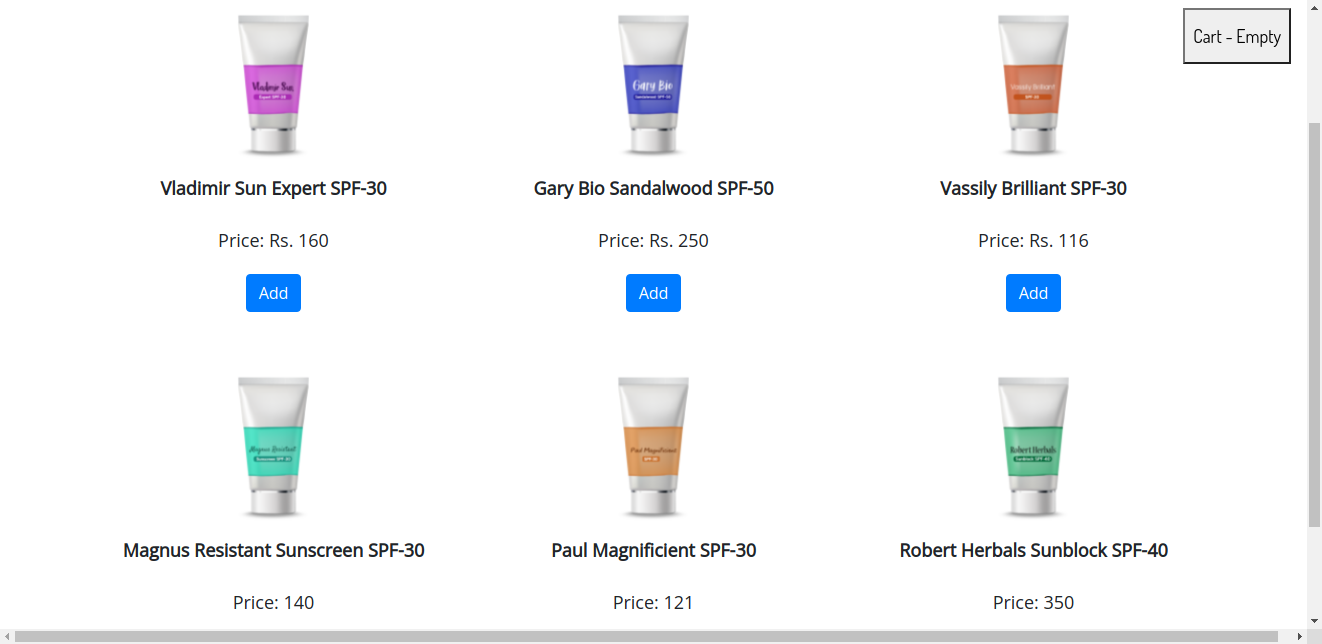 Cart - Empty
Vladimir Sun
Expert SPF-30
Gary Bio
Sandalwood SPF-50
Vassily Brilliant
SPF-30
Vladimir Sun Expert SPF-30
Gary Bio Sandalwood SPF-50
Vassily Brilliant SPF-30
Price: Rs. 160
Price: Rs. 250
Price: Rs. 116
Add
Add
Add
Magnus Resistant
Sunscreen SPF-30
Paul Magnificient
SPF-30
Robert Herbals
Sunblock SPF-40
Magnus Resistant Sunscreen SPF-30
Paul Magnificient SPF-30
Robert Herbals Sunblock SPF-40
Price: 140
Price: 121
Price: 350